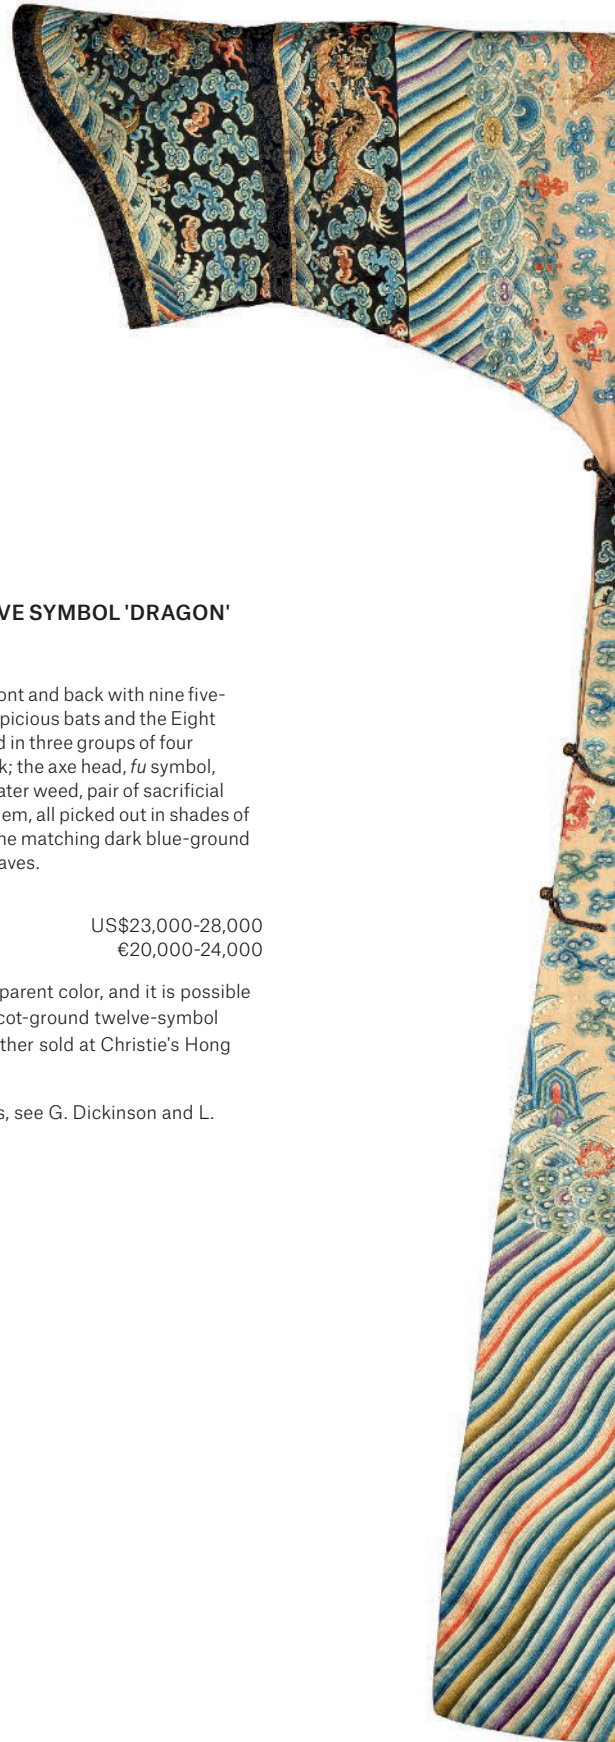 VE SYMBOL 'DRAGON'
ont and back with nine five-
picious bats and the Eight
d in three groups of four
k; the axe head, fu symbol,
ater weed, pair of sacrificial
em, all picked out in shades of
ne matching dark blue-ground
aves.
US$23,000-28,000
€20,000-24,000
parent color, and it is possible
cot-ground twelve-symbol
ther sold at Christie's Hong
s, see G. Dickinson and L.